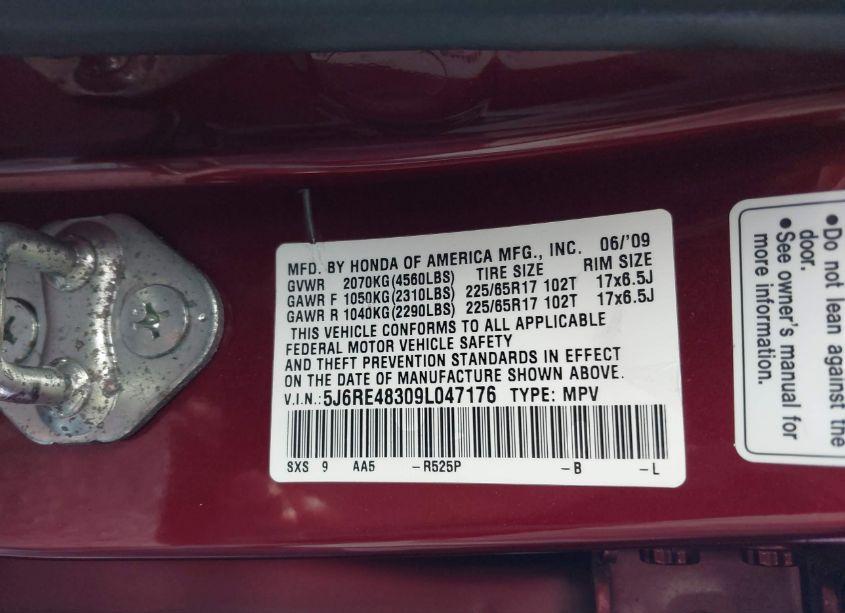 MFD. BY HONDA OF AMERICA MFG., INC. 06/'09
GVWR 2070KG(4560LBS) TIRE SIZE RIM SIZE
GAWR F 1050KG(2310LBS) 225/65R17 102T 17x6.5J
GAWR R 1040KG(2290LBS) 225/65R17 102T 17x6.5J
THIS VEHICLE CONFORMS TO ALL APPLICABLE
FEDERAL MOTOR VEHICLE SAFETY
AND THEFT PREVENTION STANDARDS IN EFFECT
ON THE DATE OF MANUFACTURE SHOWN ABOVE.
V.I.N.: 5J6RE48309L047176 TYPE: MPV
SXS 9 AA5 -R525P -B -L
•Do not lean against the
door.
•See owner's manual for
more information.